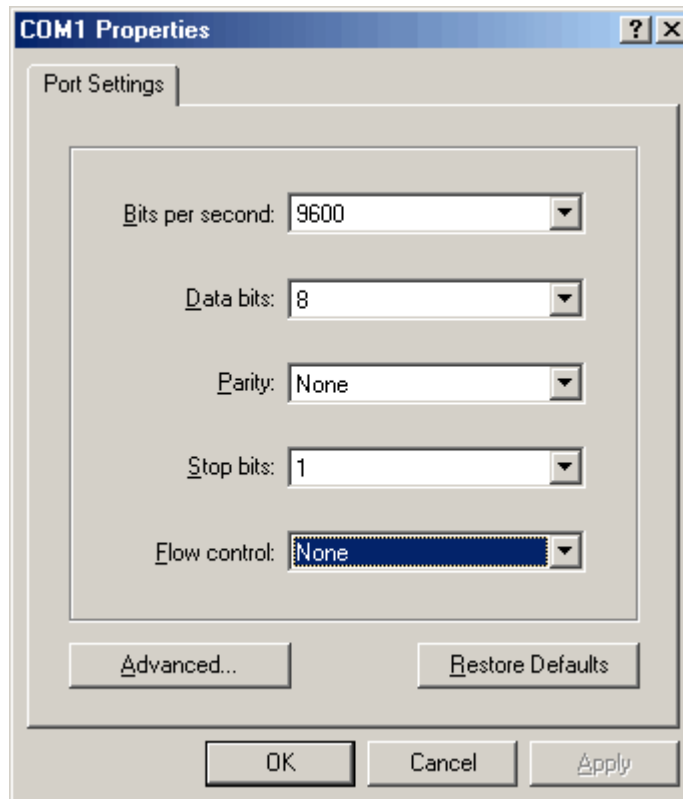 COM1 Properties
Port Settings
Bits per second: 9600
Data bits: 8
Parity: None
Stop bits: 1
Flow control: None
Advanced... Restore Defaults
OK Cancel Apply